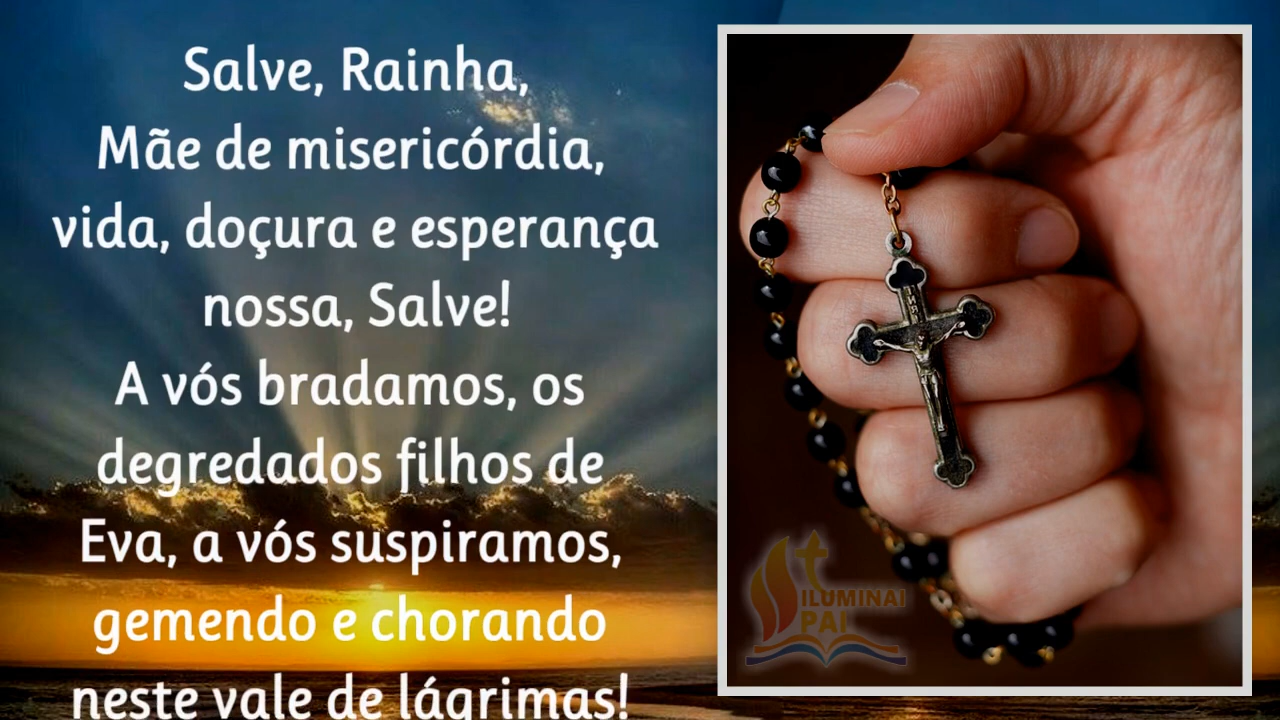 Salve, Rainha,
Mãe de misericórdia,
vida, doçura e esperança
nossa, Salve!
A vós bradamos, os
degredados filhos de
Eva, a vós suspiramos,
gemendo e chorando
neste vale de lágrimas!
ILUMINAI
PAI